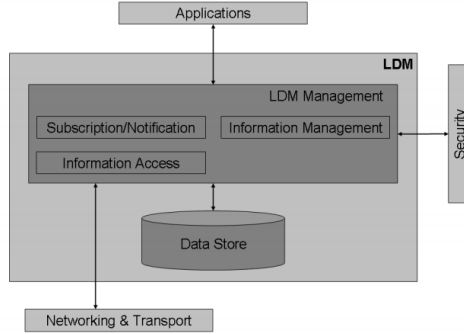 Applications
LDM
LDM Management
Subscription/Notification
Information Management
Information Access
Security
Data Store
Networking & Transport